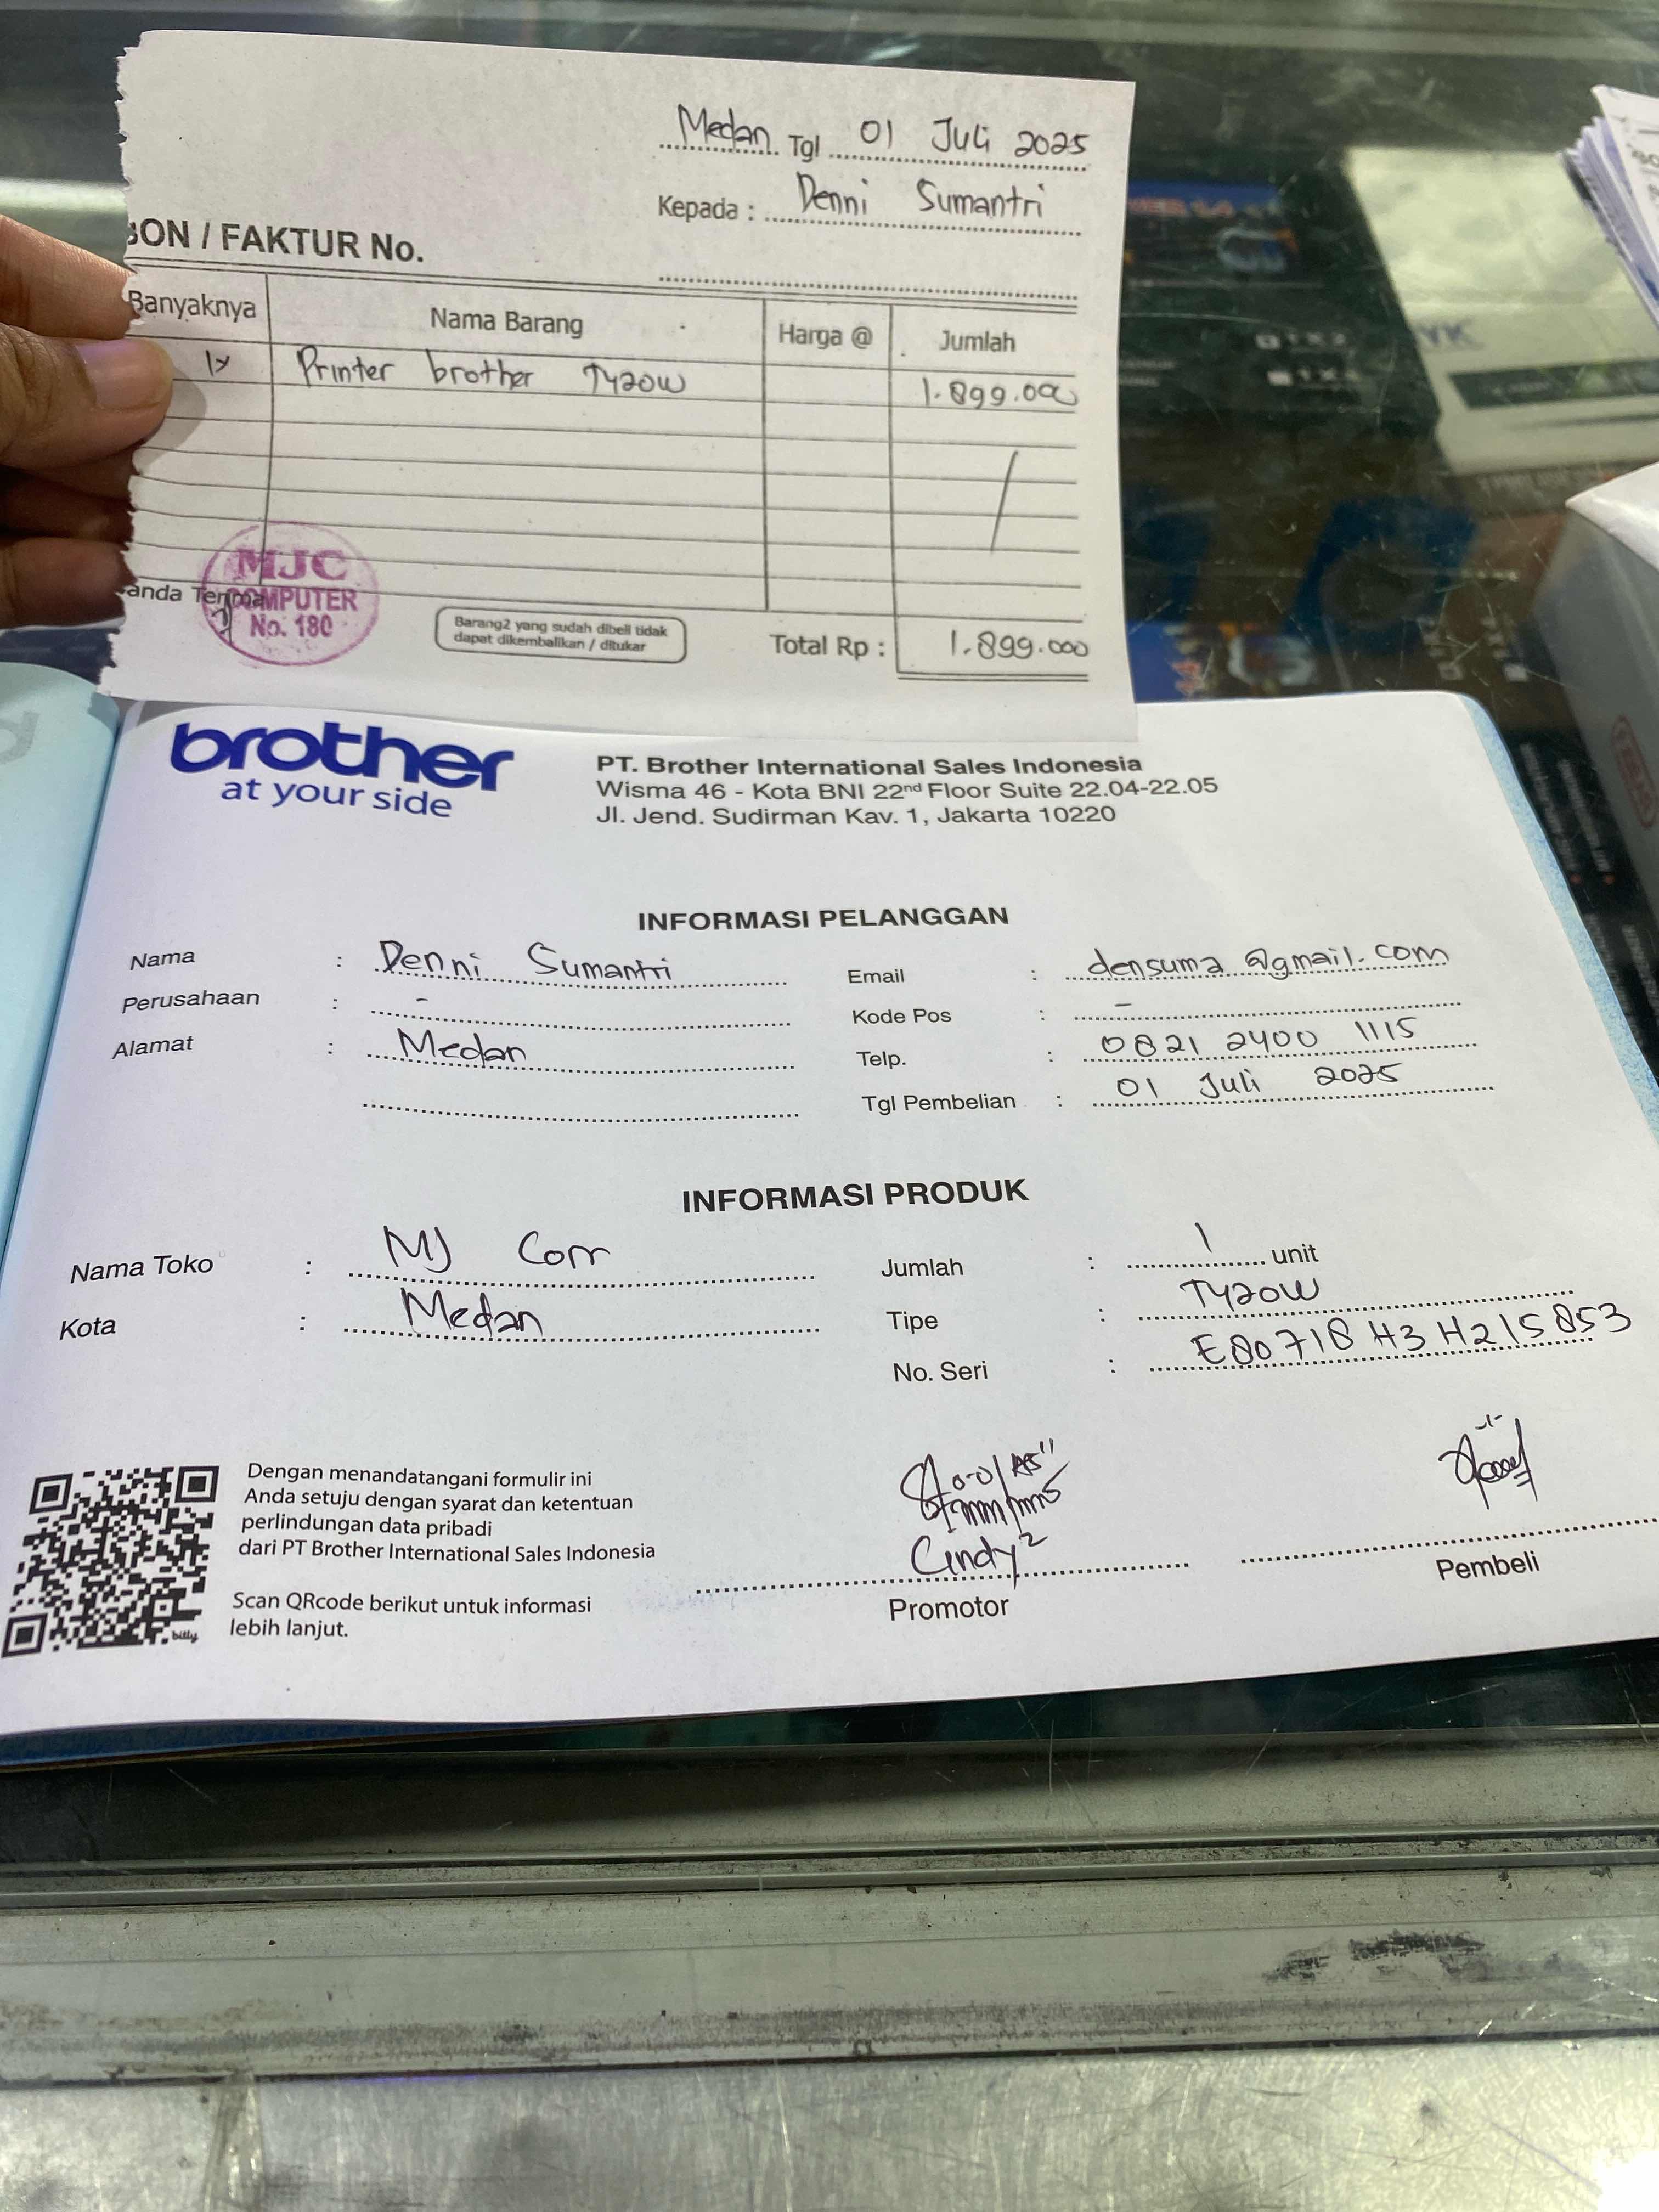 Medan Tgl 01 Juli 2025
Kepada : Denni Sumantri
BON / FAKTUR No.
Banyaknya Nama Barang Harga @ Jumlah
1x Printer brother T420W 1.899.000
MJC
COMPUTER
No. 180
anda Terima
Barang2 yang sudah dibeli tidak
dapat dikembalikan / ditukar
Total Rp : 1.899.000
brother
at your side
PT. Brother International Sales Indonesia
Wisma 46 - Kota BNI 22nd Floor Suite 22.04-22.05
Jl. Jend. Sudirman Kav. 1, Jakarta 10220
INFORMASI PELANGGAN
Nama : Denni Sumantri
Perusahaan : -
Alamat : Medan
Email : densuma@gmail.com
Kode Pos : -
Telp. : 0821 2400 1115
Tgl Pembelian : 01 Juli 2025
INFORMASI PRODUK
Nama Toko : MJ Com
Kota : Medan
Jumlah : 1 unit
Tipe : T420W
No. Seri : E80718H3H215853
Dengan menandatangani formulir ini
Anda setuju dengan syarat dan ketentuan
perlindungan data pribadi
dari PT Brother International Sales Indonesia
Scan QRcode berikut untuk informasi
lebih lanjut.
bitly
Cindy2
Promotor
Pembeli